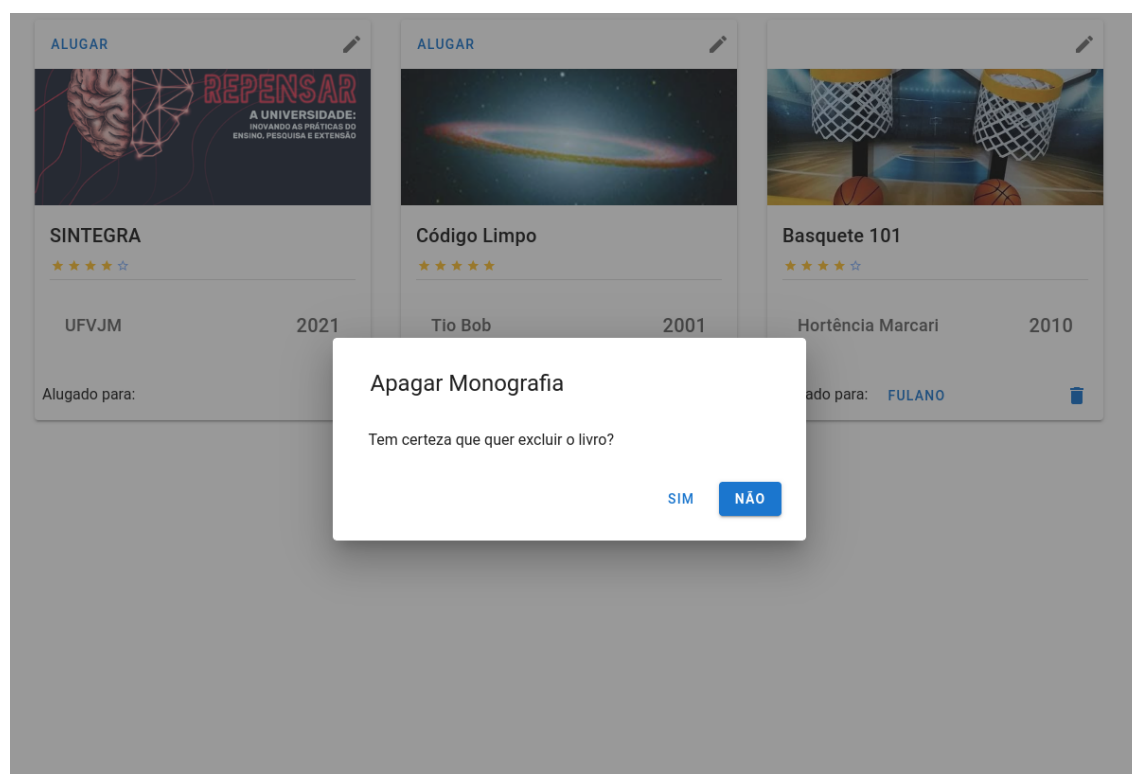 ALUGAR
ALUGAR
REPENSAR
A UNIVERSIDADE:
INOVANDO AS PRÁTICAS DO
ENSINO, PESQUISA E EXTENSÃO
SINTEGRA
Código Limpo
Basquete 101
UFVJM 2021
Tio Bob 2001
Hortência Marcari 2010
Alugado para:
ado para: FULANO
Apagar Monografia
Tem certeza que quer excluir o livro?
SIM NÃO